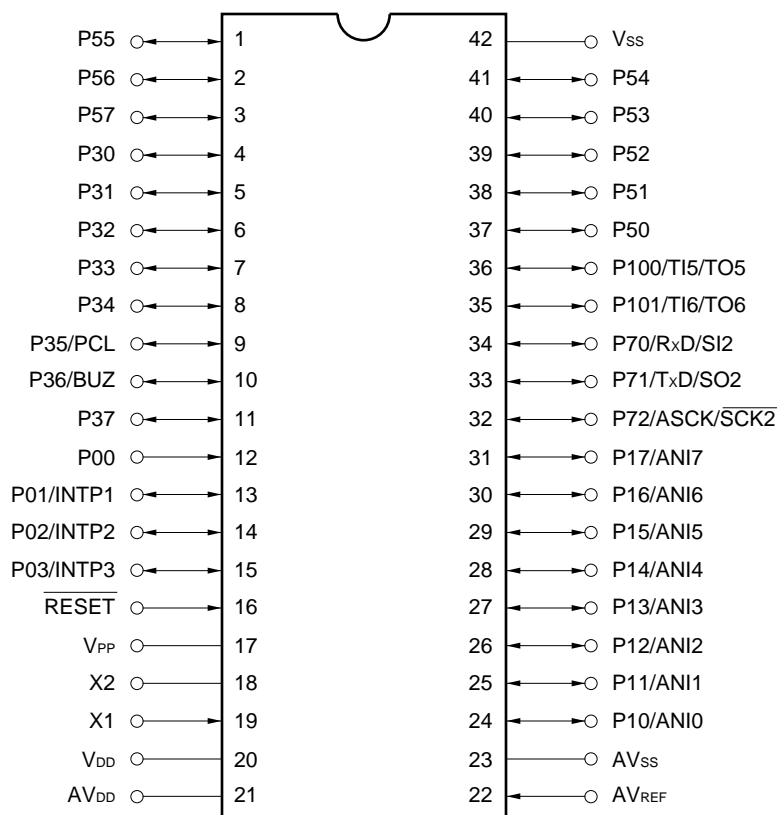 P55 1 42 VSS
P56 2 41 P54
P57 3 40 P53
P30 4 39 P52
P31 5 38 P51
P32 6 37 P50
P33 7 36 P100/TI5/TO5
P34 8 35 P101/TI6/TO6
P35/PCL 9 34 P70/RxD/SI2
P36/BUZ 10 33 P71/TxD/SO2
P37 11 32 P72/ASCK/SCK2
P00 12 31 P17/ANI7
P01/INTP1 13 30 P16/ANI6
P02/INTP2 14 29 P15/ANI5
P03/INTP3 15 28 P14/ANI4
RESET 16 27 P13/ANI3
VPP 17 26 P12/ANI2
X2 18 25 P11/ANI1
X1 19 24 P10/ANI0
VDD 20 23 AVSS
AVDD 21 22 AVREF